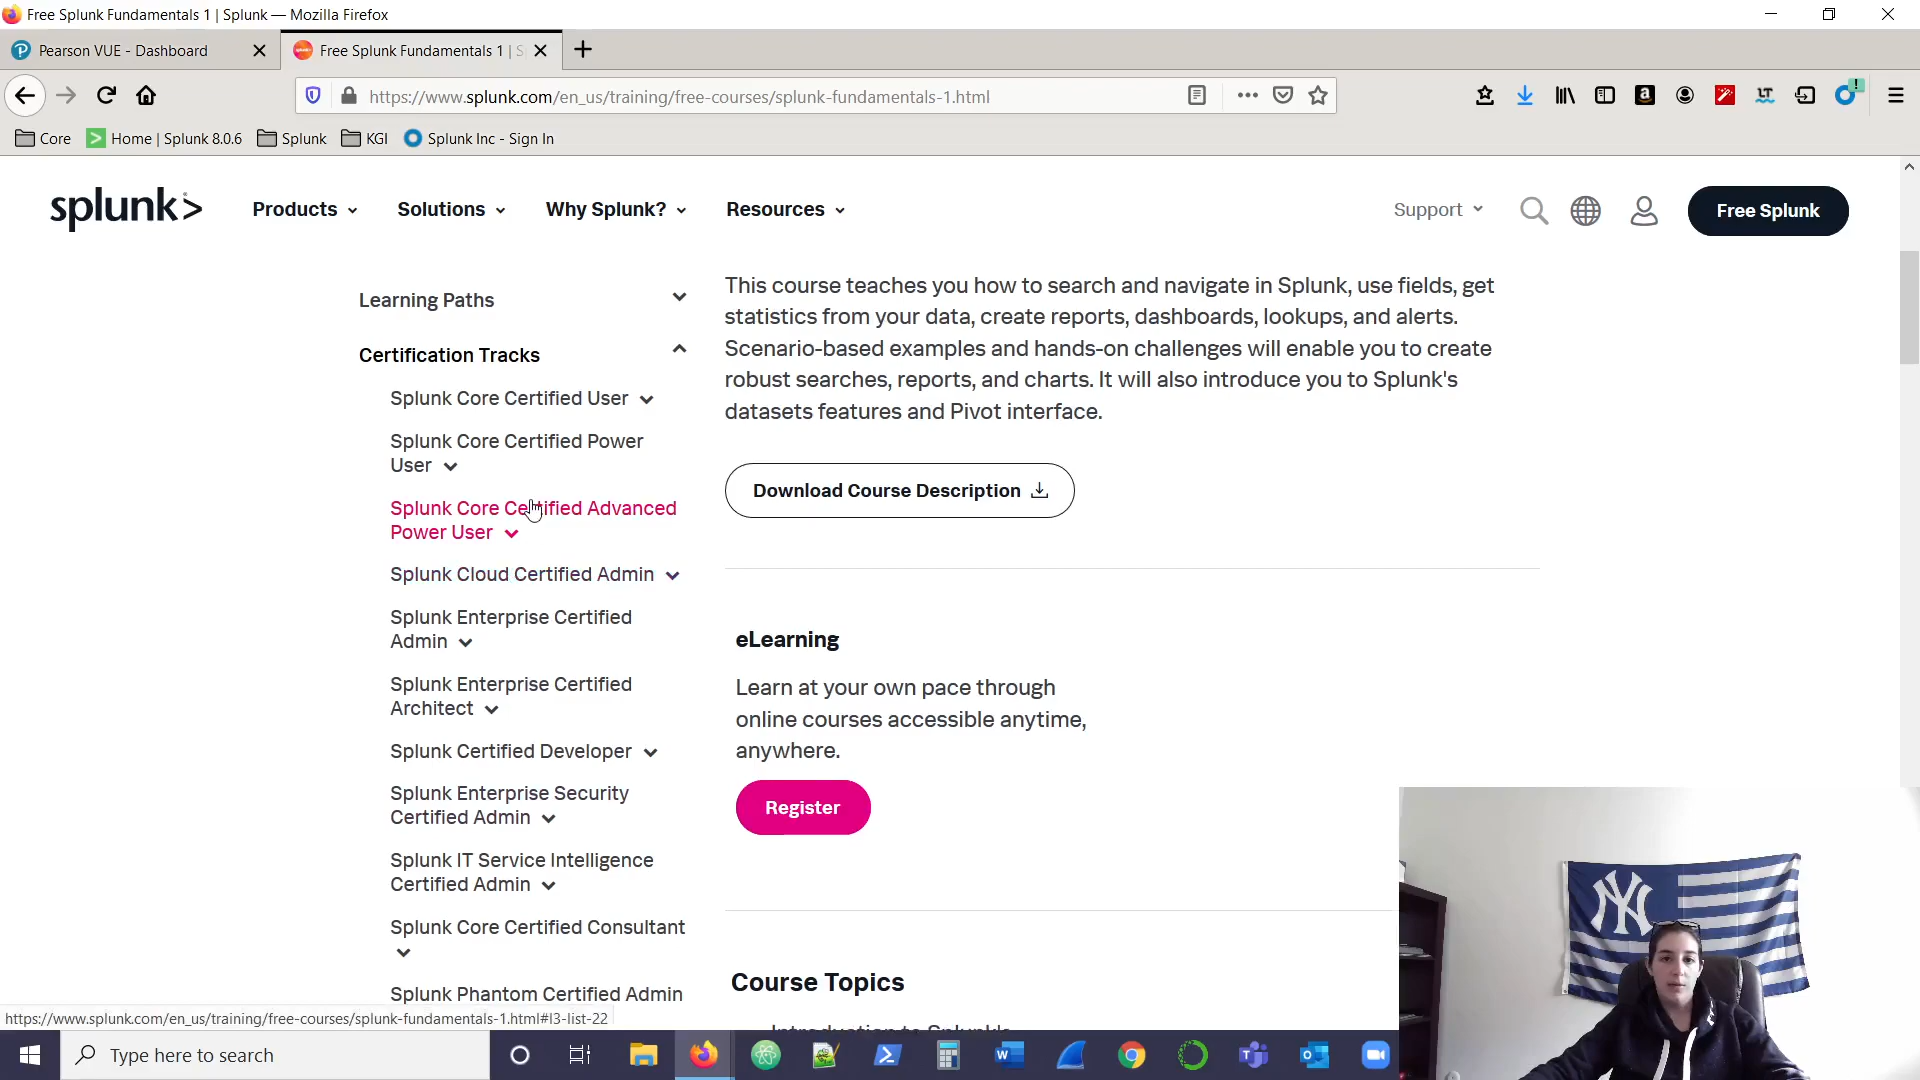 Free Splunk Fundamentals 1 | Splunk — Mozilla Firefox
Pearson VUE - Dashboard
Free Splunk Fundamentals 1 | S
https://www.splunk.com/en_us/training/free-courses/splunk-fundamentals-1.html
Core
Home | Splunk 8.0.6
Splunk
KGI
Splunk Inc - Sign In
splunk>
Products
Solutions
Why Splunk?
Resources
Support
Free Splunk
Learning Paths
Certification Tracks
Splunk Core Certified User
Splunk Core Certified Power
User
Splunk Core Certified Advanced
Power User
Splunk Cloud Certified Admin
Splunk Enterprise Certified
Admin
Splunk Enterprise Certified
Architect
Splunk Certified Developer
Splunk Enterprise Security
Certified Admin
Splunk IT Service Intelligence
Certified Admin
Splunk Core Certified Consultant
Splunk Phantom Certified Admin
This course teaches you how to search and navigate in Splunk, use fields, get
statistics from your data, create reports, dashboards, lookups, and alerts.
Scenario-based examples and hands-on challenges will enable you to create
robust searches, reports, and charts. It will also introduce you to Splunk's
datasets features and Pivot interface.
Download Course Description
eLearning
Learn at your own pace through
online courses accessible anytime,
anywhere.
Register
Course Topics
Introduction to Splunk's
NY
https://www.splunk.com/en_us/training/free-courses/splunk-fundamentals-1.html#l3-list-22
Type here to search